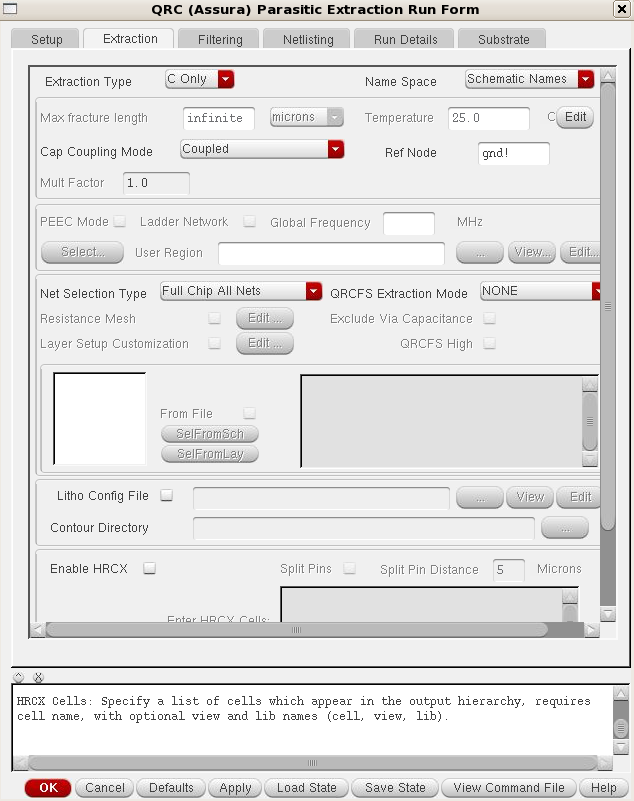 QRC (Assura) Parasitic Extraction Run Form
Setup Extraction Filtering Netlisting Run Details Substrate
Extraction Type C Only Name Space Schematic Names
Max fracture length infinite microns Temperature 25.0 C Edit
Cap Coupling Mode Coupled Ref Node gnd!
Mult Factor 1.0
PEEC Mode Ladder Network Global Frequency MHz
Select... User Region ... View... Edit...
Net Selection Type Full Chip All Nets QRCFS Extraction Mode NONE
Resistance Mesh Edit ... Exclude Via Capacitance
Layer Setup Customization Edit ... QRCFS High
From File
SelFromSch
SelFromLay
Litho Config File ... View Edit
Contour Directory ...
Enable HRCX Split Pins Split Pin Distance 5 Microns
Enter HRCX Cells:
HRCX Cells: Specify a list of cells which appear in the output hierarchy, requires
cell name, with optional view and lib names (cell, view, lib).
OK Cancel Defaults Apply Load State Save State View Command File Help